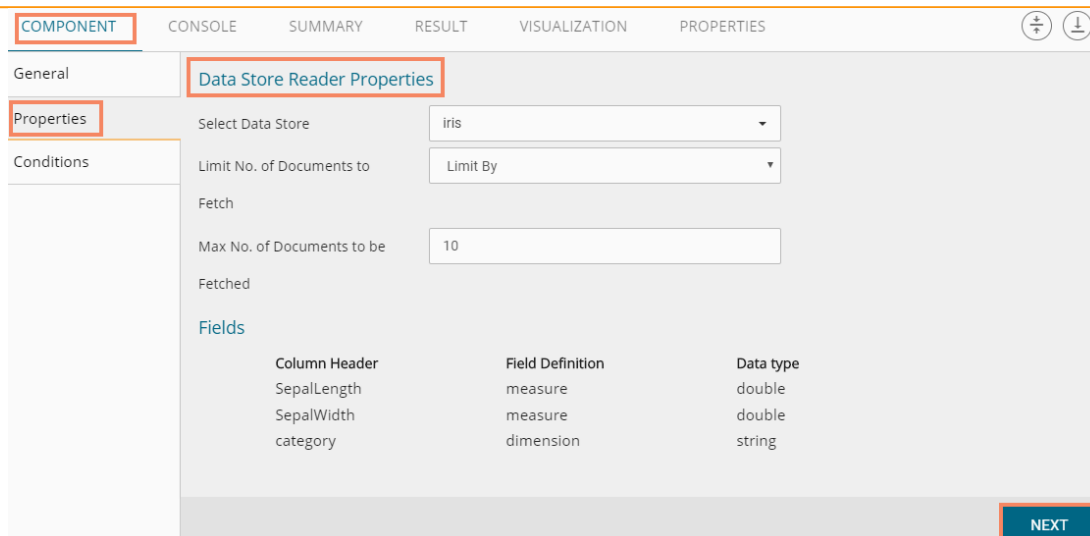 COMPONENT CONSOLE SUMMARY RESULT VISUALIZATION PROPERTIES
General
Properties
Conditions
Data Store Reader Properties
Select Data Store iris
Limit No. of Documents to Limit By
Fetch
Max No. of Documents to be 10
Fetched
Fields
Column Header Field Definition Data type
SepalLength measure double
SepalWidth measure double
category dimension string
NEXT